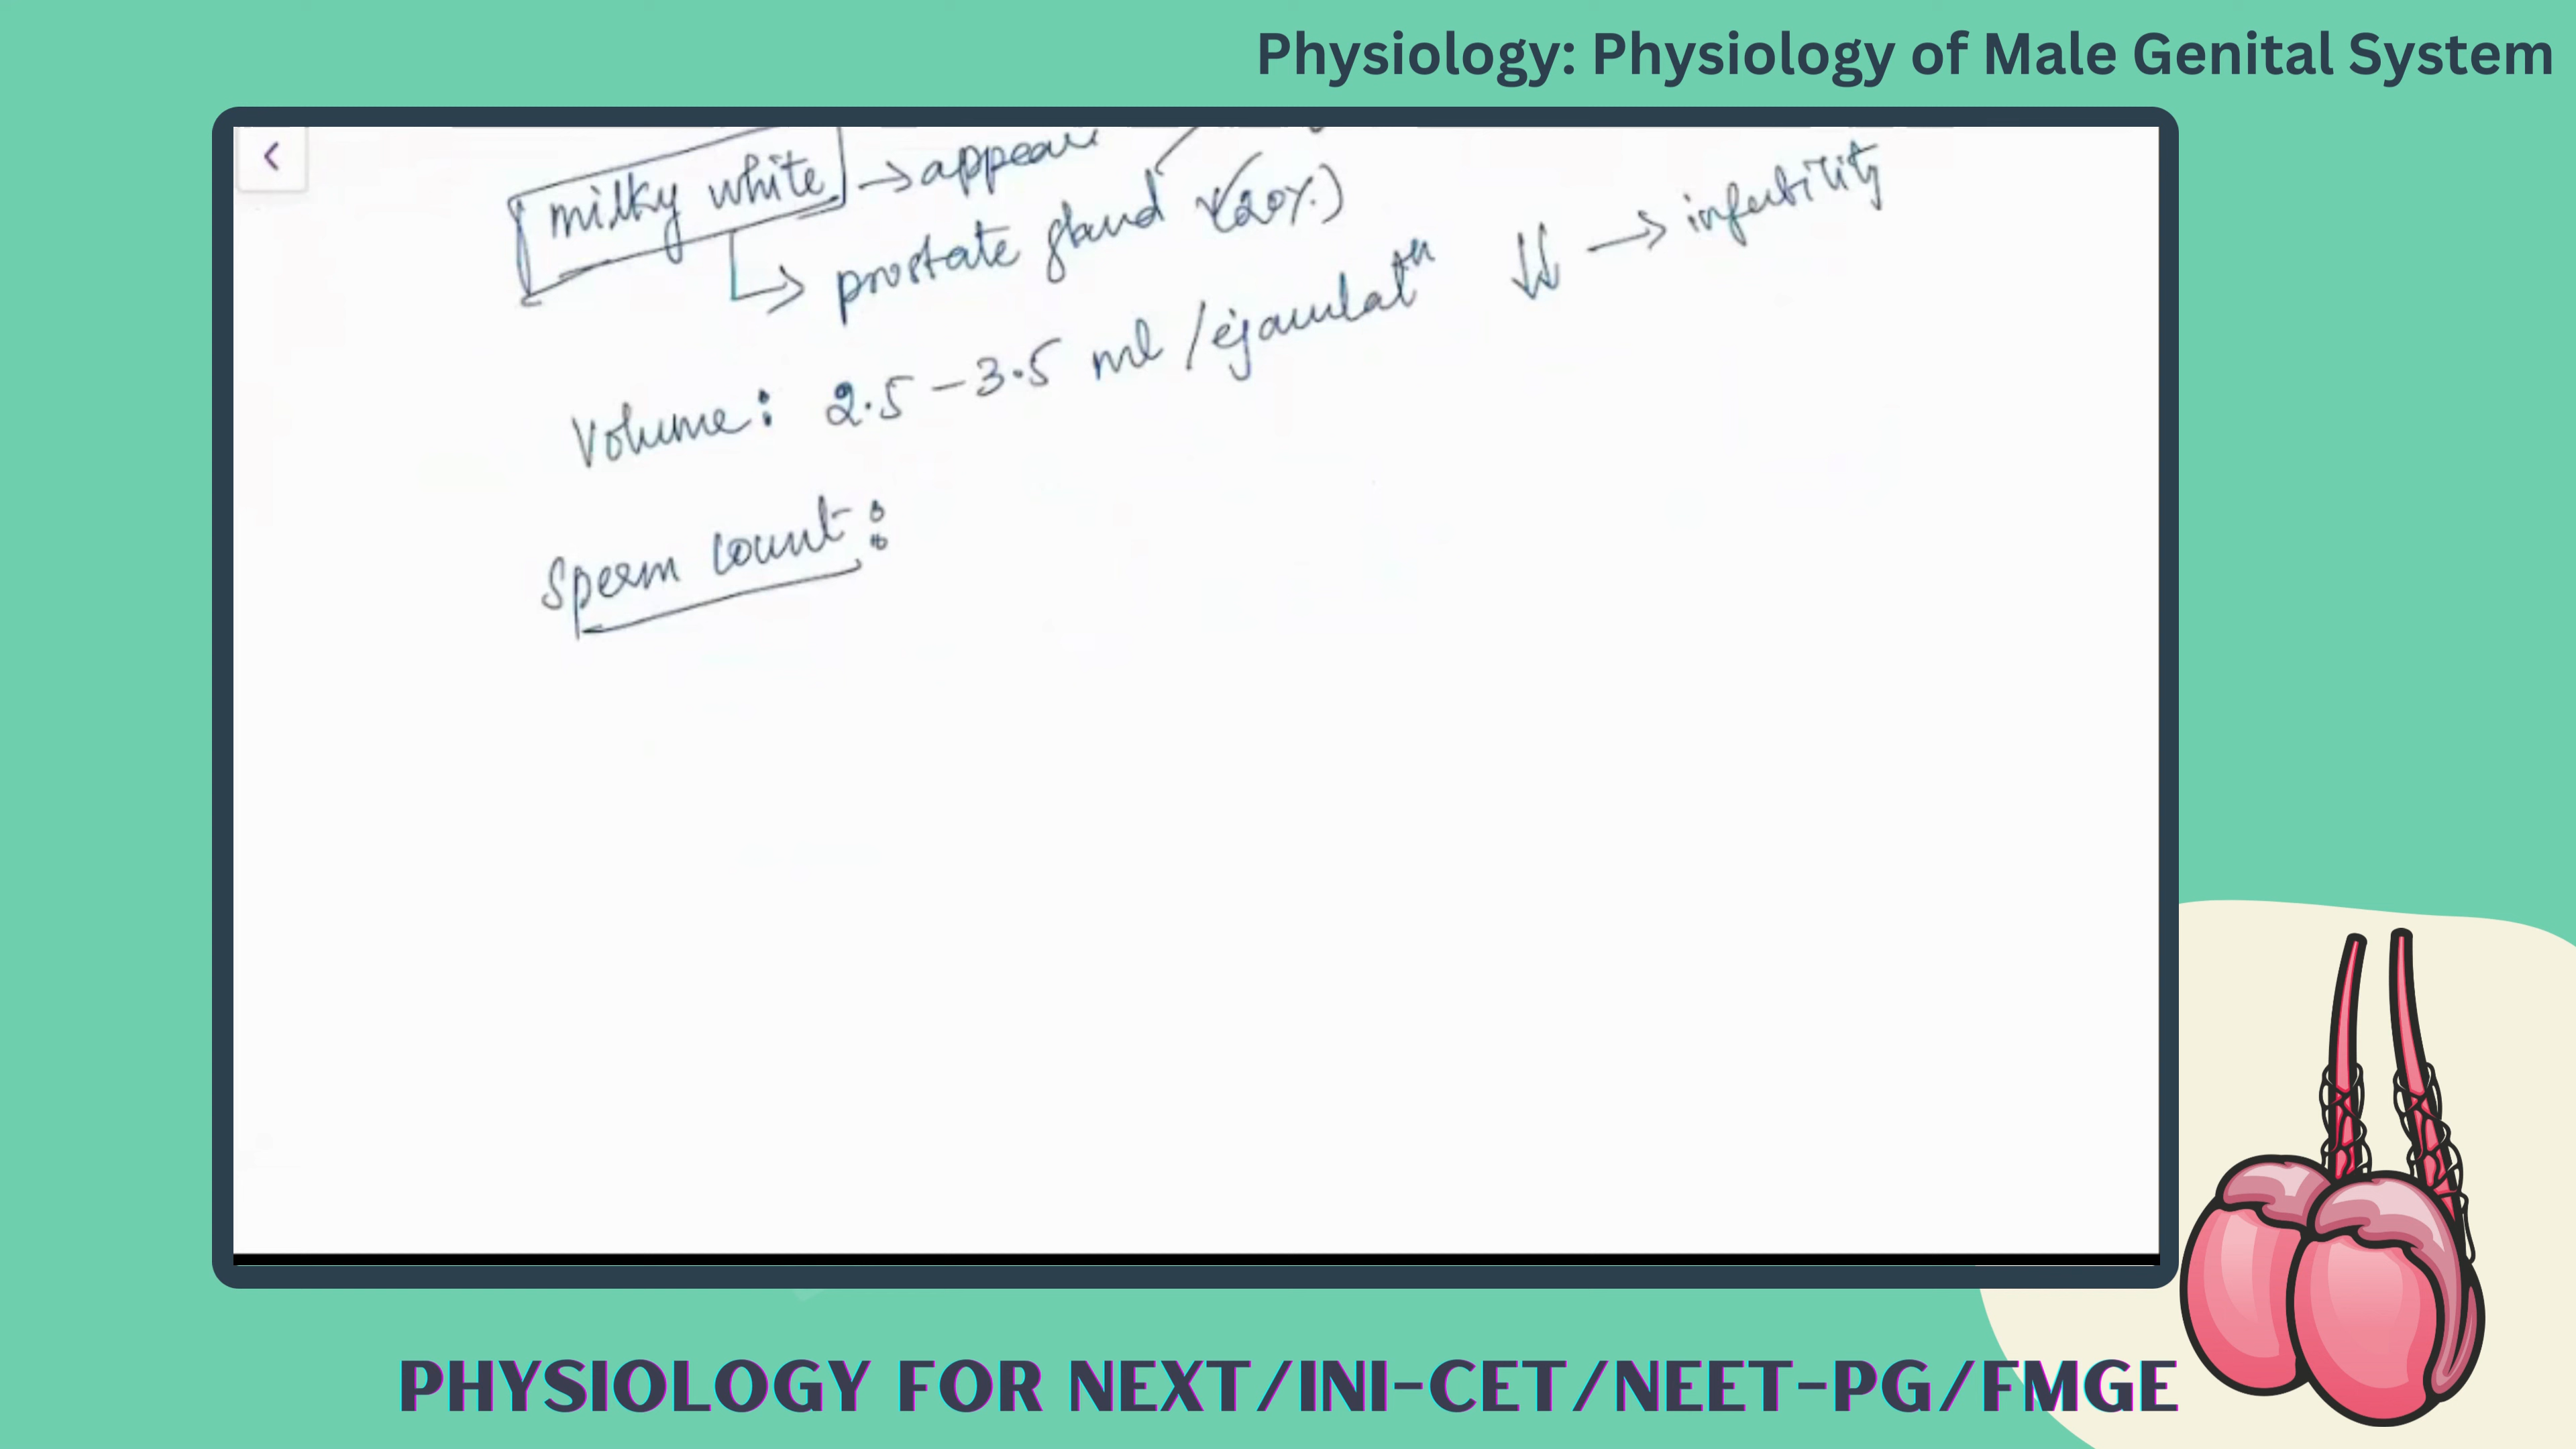 Physiology: Physiology of Male Genital System
<
milky white → appear
↳ prostate gland (20%)
Volume: 2.5 – 3.5 ml / ejaculatⁿ ↓↓ → infertility
Sperm count:
PHYSIOLOGY FOR NEXT/INI-CET/NEET-PG/FMGE